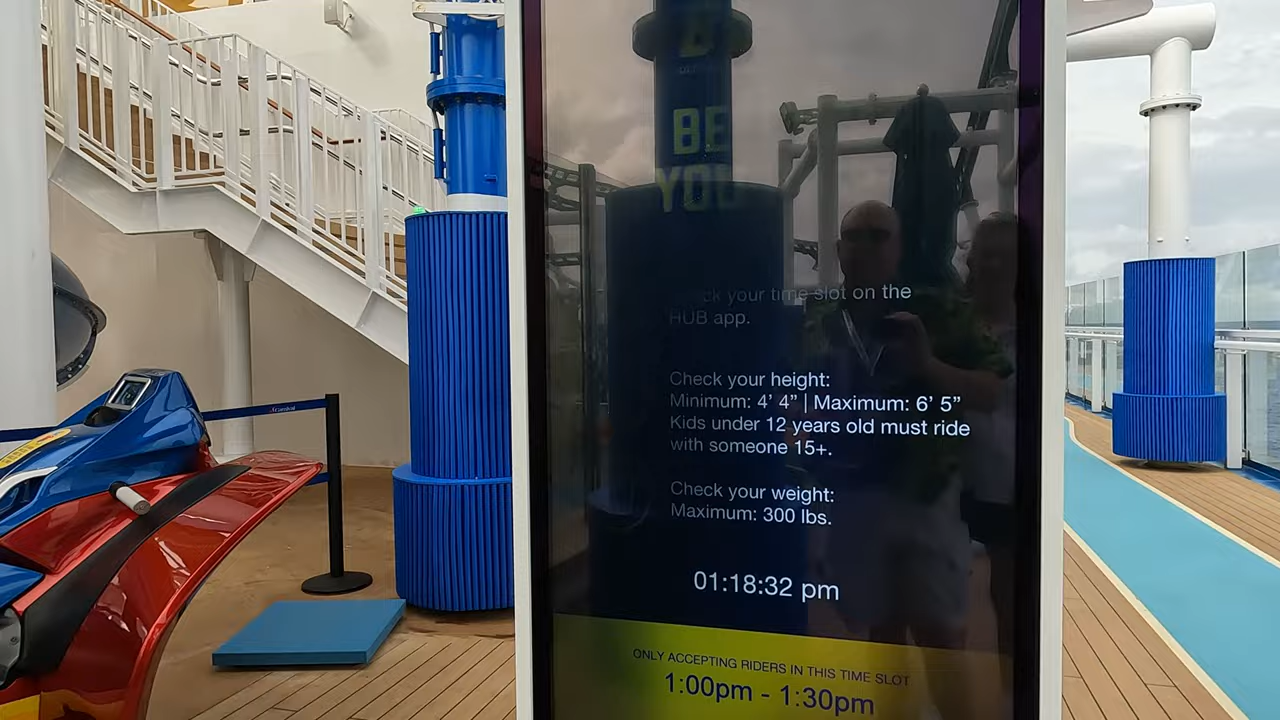 BE
YOU
Check your time slot on the
HUB app.
Check your height:
Minimum: 4’ 4” | Maximum: 6’ 5”
Kids under 12 years old must ride
with someone 15+.
Check your weight:
Maximum: 300 lbs.
01:18:32 pm
ONLY ACCEPTING RIDERS IN THIS TIME SLOT
1:00pm - 1:30pm